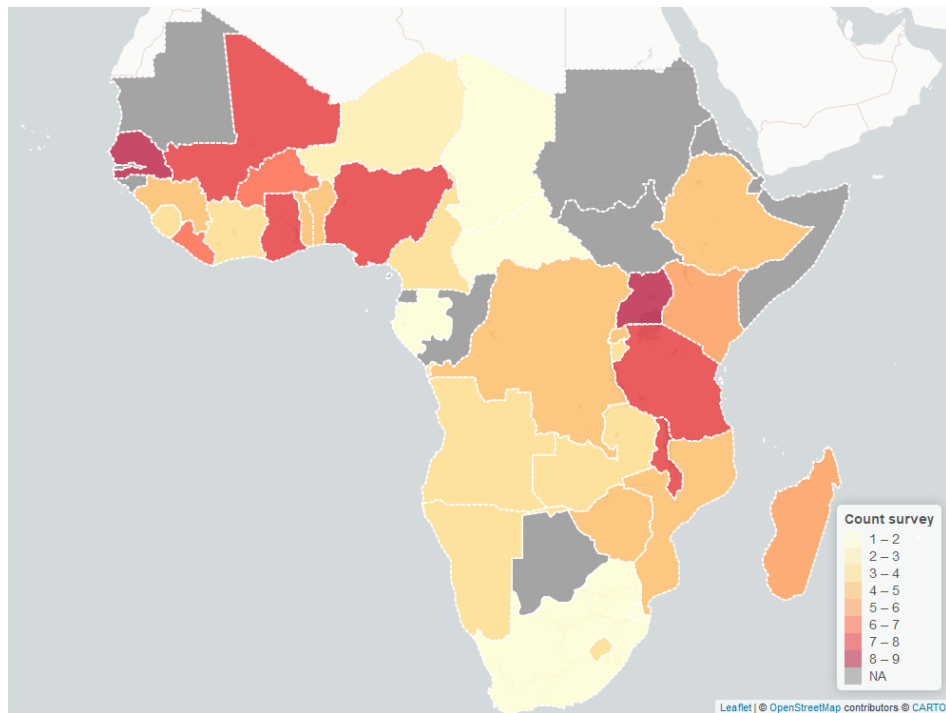 Count survey
1 – 2
2 – 3
3 – 4
4 – 5
5 – 6
6 – 7
7 – 8
8 – 9
NA
Leaflet | © OpenStreetMap contributors © CARTO